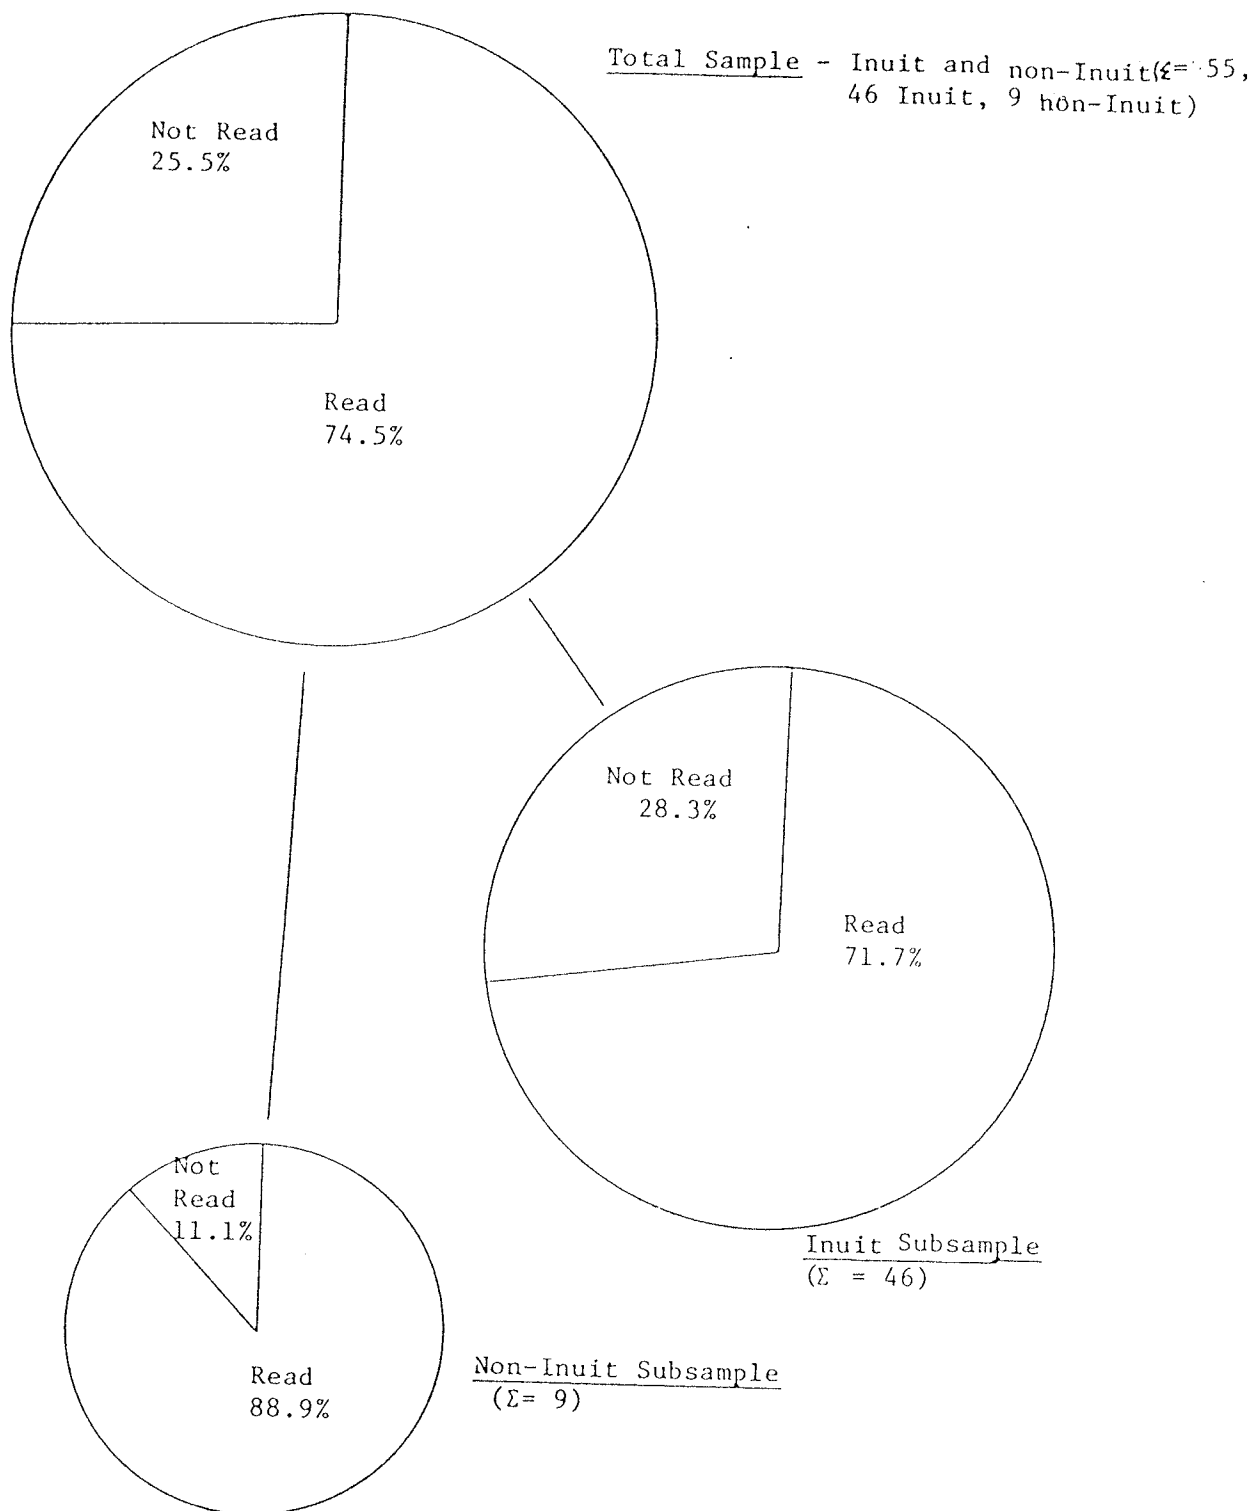 Total Sample - Inuit and non-Inuit(Σ= 55,
46 Inuit, 9 non-Inuit)
Not Read
25.5%
Read
74.5%
Not Read
28.3%
Read
71.7%
Inuit Subsample
(Σ = 46)
Not
Read
11.1%
Read
88.9%
Non-Inuit Subsample
(Σ= 9)